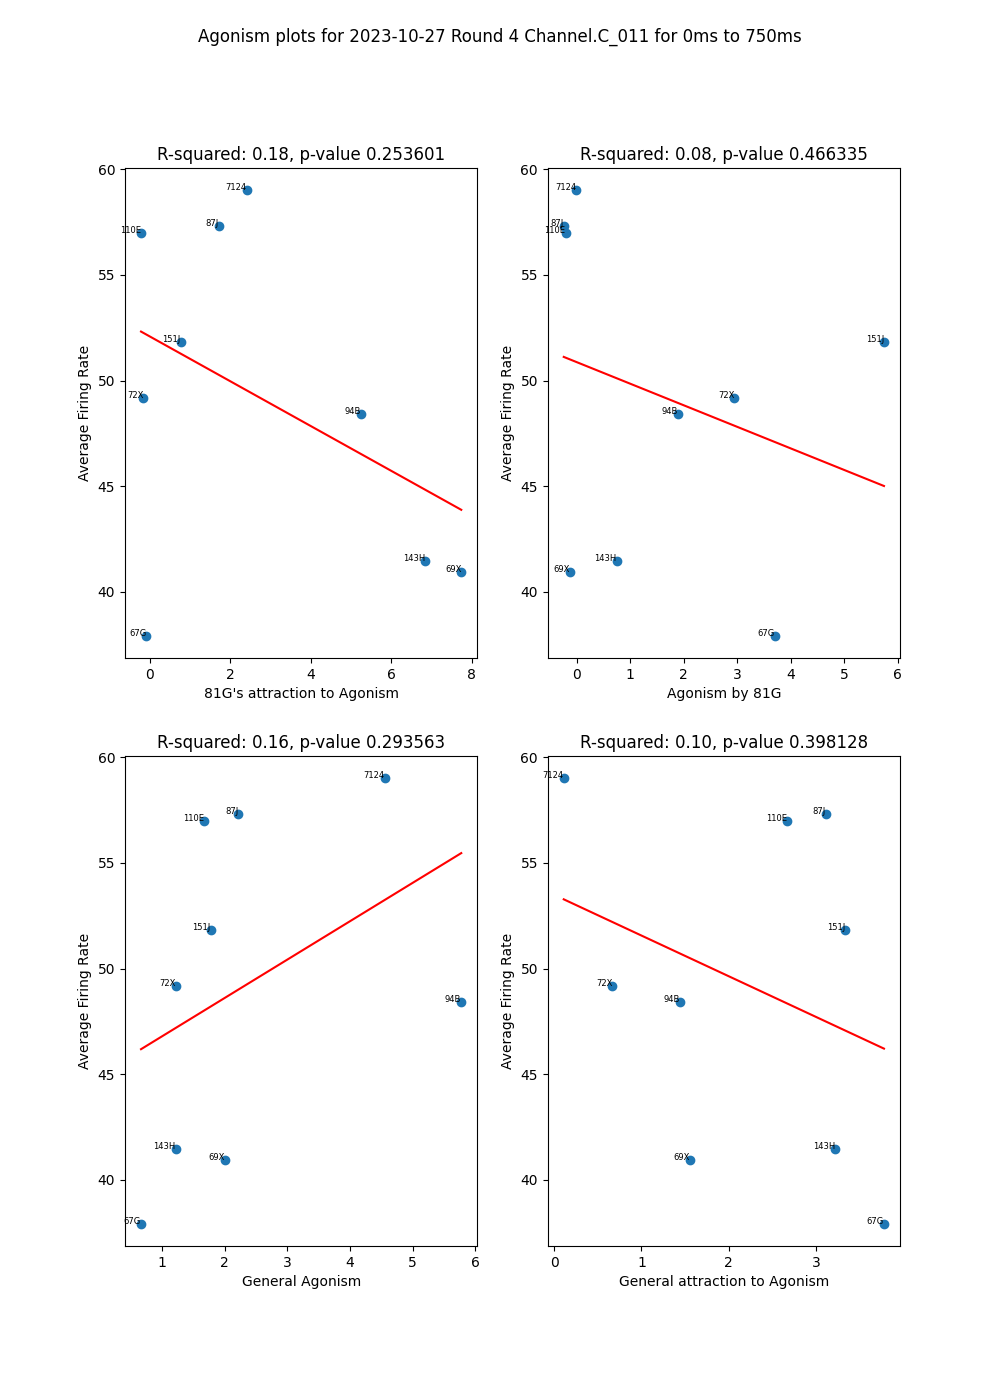 Agonism plots for 2023-10-27 Round 4 Channel.C_011 for 0ms to 750ms
R-squared: 0.18, p-value 0.253601
60
55
50
45
40
Average Firing Rate
7124
87J
110E
151J
72X
94B
143H
69X
67G
0 2 4 6 8
81G's attraction to Agonism
R-squared: 0.08, p-value 0.466335
60
55
50
45
40
Average Firing Rate
7124
87J
110E
151J
72X
94B
143H
69X
67G
0 1 2 3 4 5 6
Agonism by 81G
R-squared: 0.16, p-value 0.293563
60
55
50
45
40
Average Firing Rate
7124
87J
110E
151J
72X
94B
143H
69X
67G
1 2 3 4 5 6
General Agonism
R-squared: 0.10, p-value 0.398128
60
55
50
45
40
Average Firing Rate
7124
87J
110E
151J
72X
94B
143H
69X
67G
0 1 2 3
General attraction to Agonism